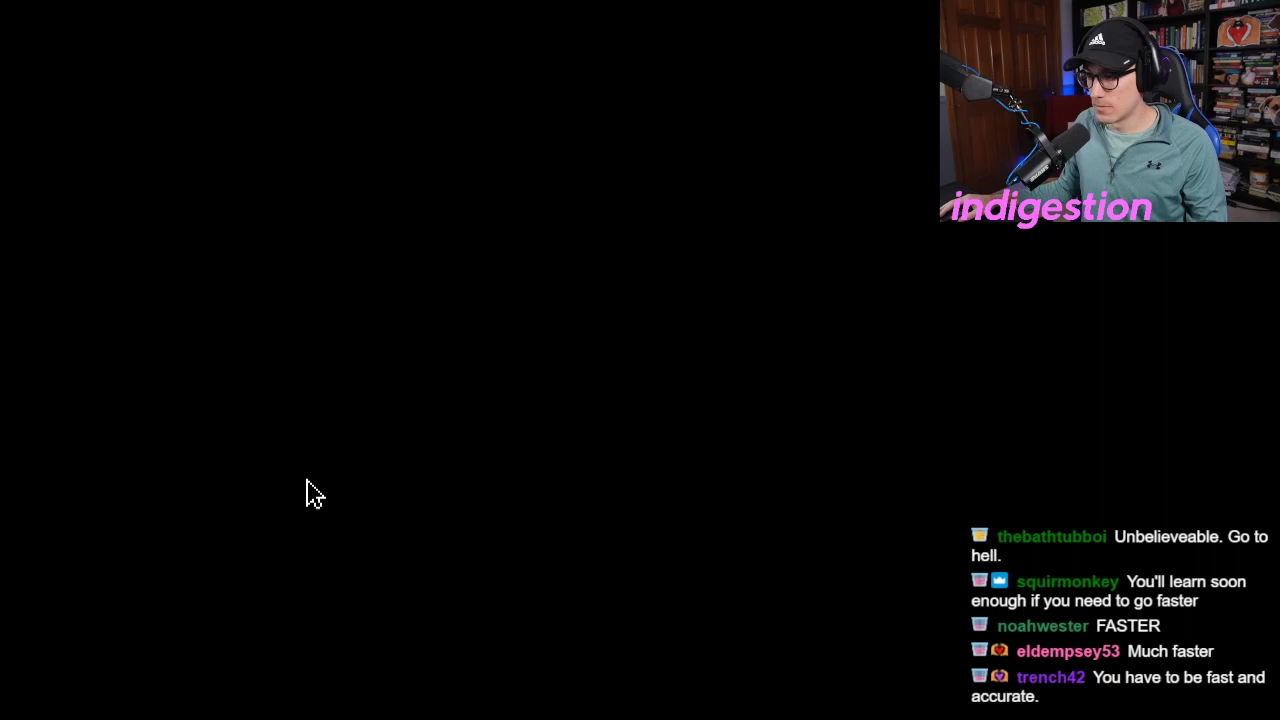 indigestion
thebathtubboi Unbelieveable. Go to
hell.
squirmonkey You'll learn soon
enough if you need to go faster
noahwester FASTER
eldempsey53 Much faster
trench42 You have to be fast and
accurate.